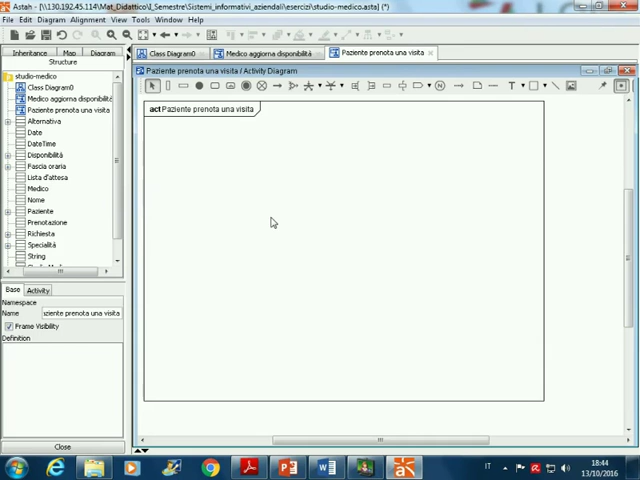 Astah - [\\130.192.45.114\Mat_Didattico\I_Semestre\Sistemi_informativi_aziendali\esercizi\studio-medico.asta] (*)
File Edit Diagram Alignment View Tools Window Help
Inheritance Map Diagram
Structure
studio-medico
Class Diagram0
Medico aggiorna disponibilità
Paziente prenota una visita
Alternativa
Date
DateTime
Disponibilità
Fascia oraria
Lista d'attesa
Medico
Nome
Paziente
Prenotazione
Richiesta
Specialità
String
Base Activity
Namespace
Name aziente prenota una visita
Frame Visibility
Definition
Close
Class Diagram0 Medico aggiorna disponibilità Paziente prenota una visita
Paziente prenota una visita / Activity Diagram
act Paziente prenota una visita
IT
18:44
13/10/2016